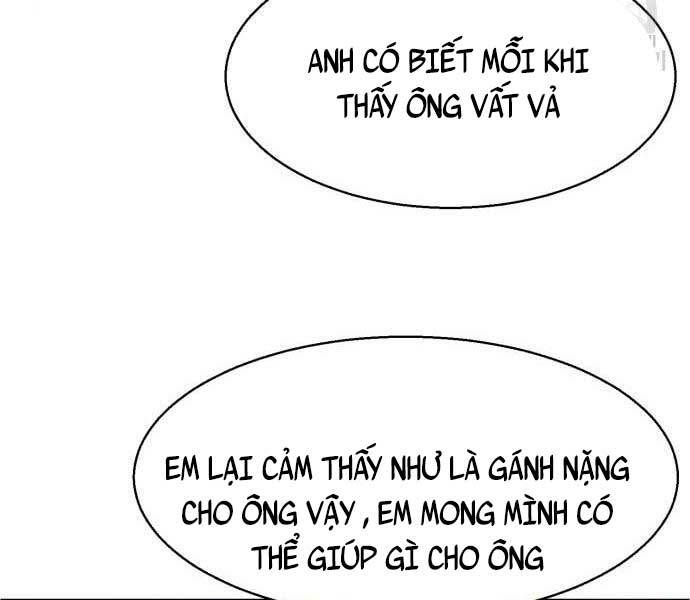 ANH CÓ BIẾT MỖI KHI
THẤY ÔNG VẤT VẢ
EM LẠI CẢM THẤY NHƯ LÀ GÁNH NẶNG
CHO ÔNG VẬY, EM MONG MÌNH CÓ
THỂ GIÚP GÌ CHO ÔNG